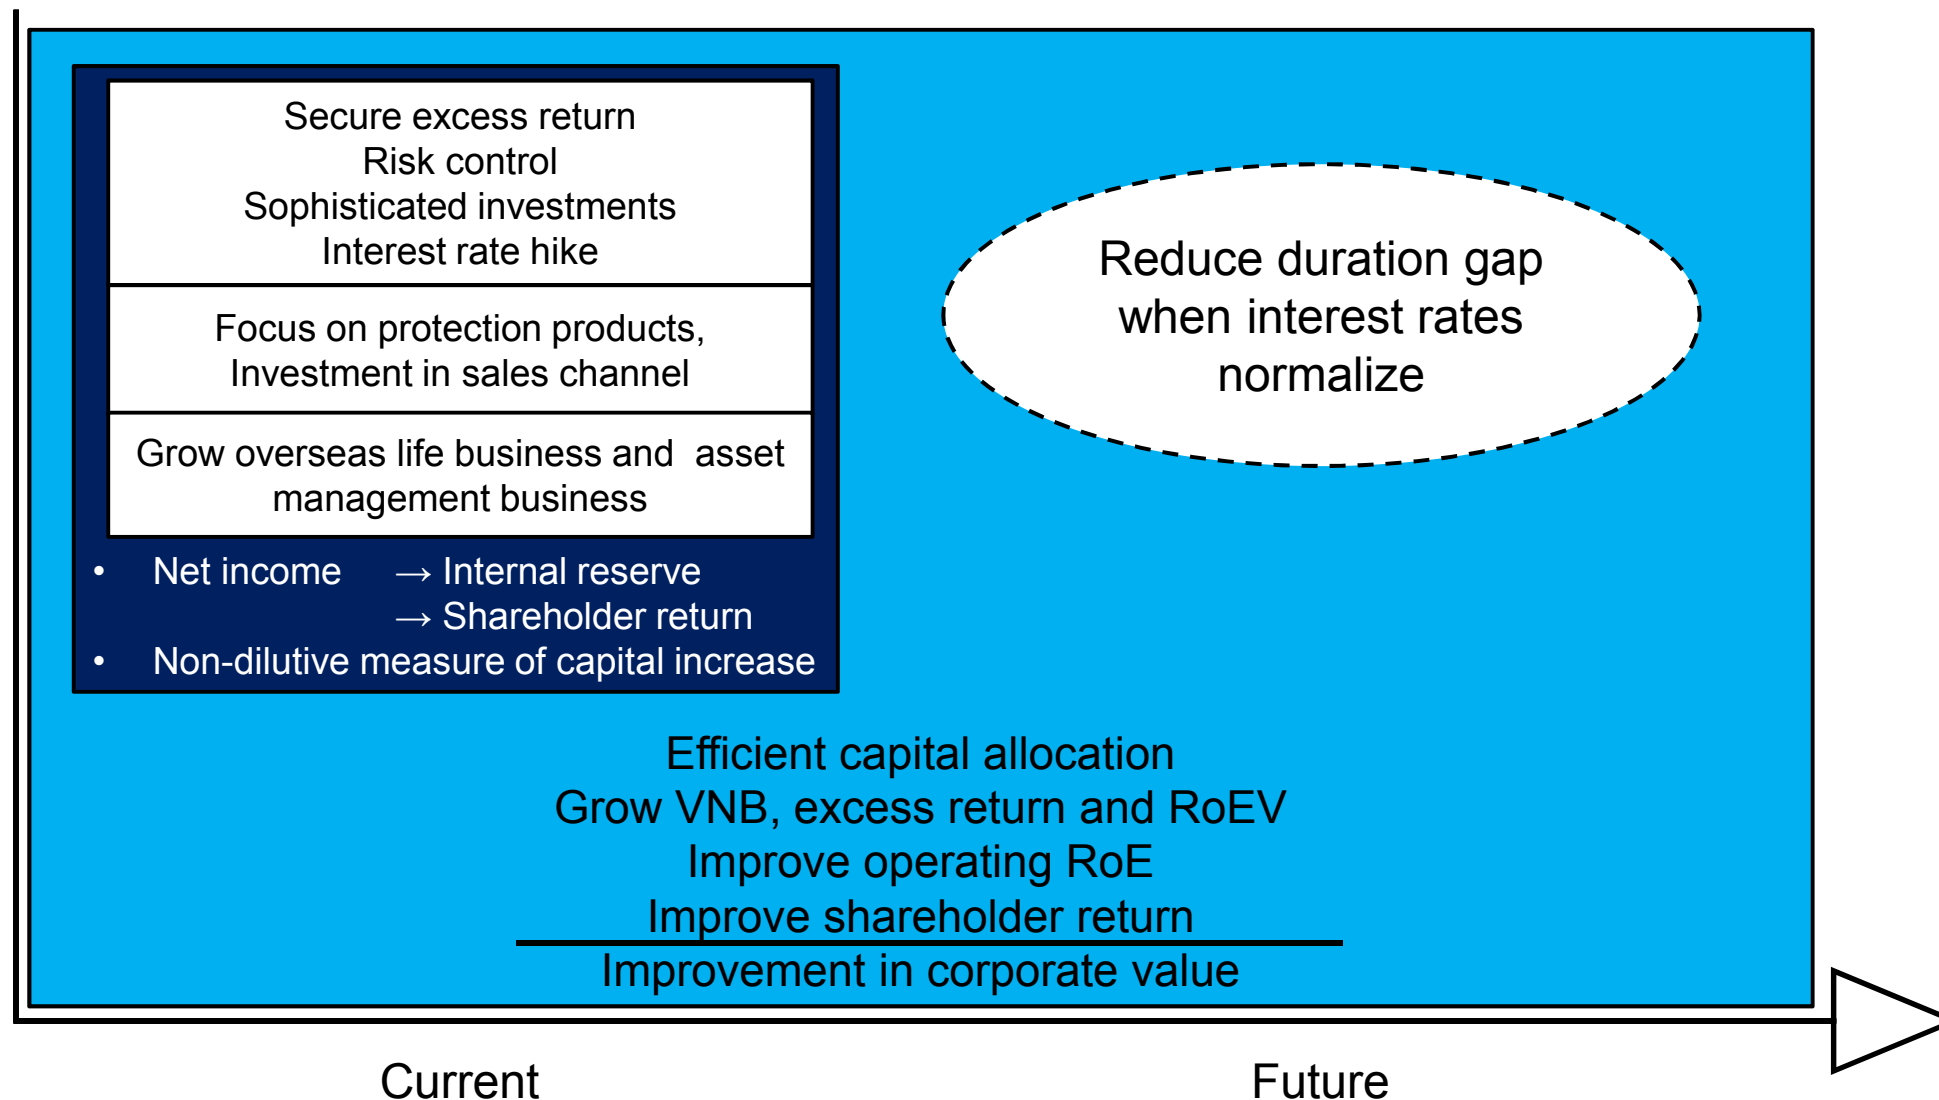 Secure excess return
Risk control
Sophisticated investments
Interest rate hike
Focus on protection products,
Investment in sales channel
Grow overseas life business and asset
management business
• Net income → Internal reserve
→ Shareholder return
• Non-dilutive measure of capital increase
Reduce duration gap
when interest rates
normalize
Efficient capital allocation
Grow VNB, excess return and RoEV
Improve operating RoE
Improve shareholder return
Improvement in corporate value
Current
Future